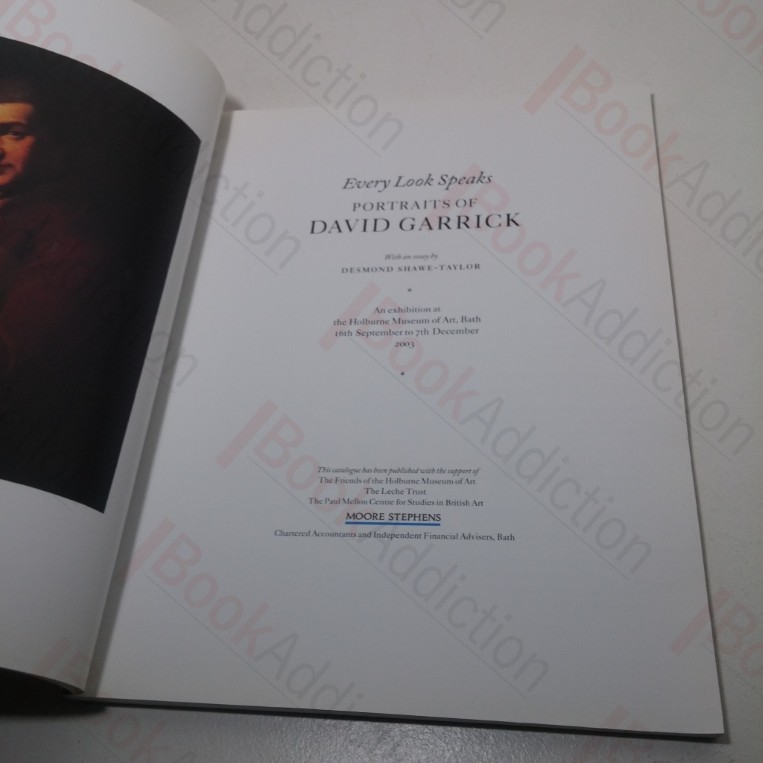 Every Look Speaks
PORTRAITS OF
DAVID GARRICK
With an essay by
DESMOND SHAWE-TAYLOR
*
An exhibition at
the Holburne Museum of Art, Bath
16th September to 7th December
2003
*
This catalogue has been published with the support of
The Friends of the Holburne Museum of Art
The Leche Trust
The Paul Mellon Centre for Studies in British Art
MOORE STEPHENS
Chartered Accountants and Independent Financial Advisers, Bath
BookAddiction